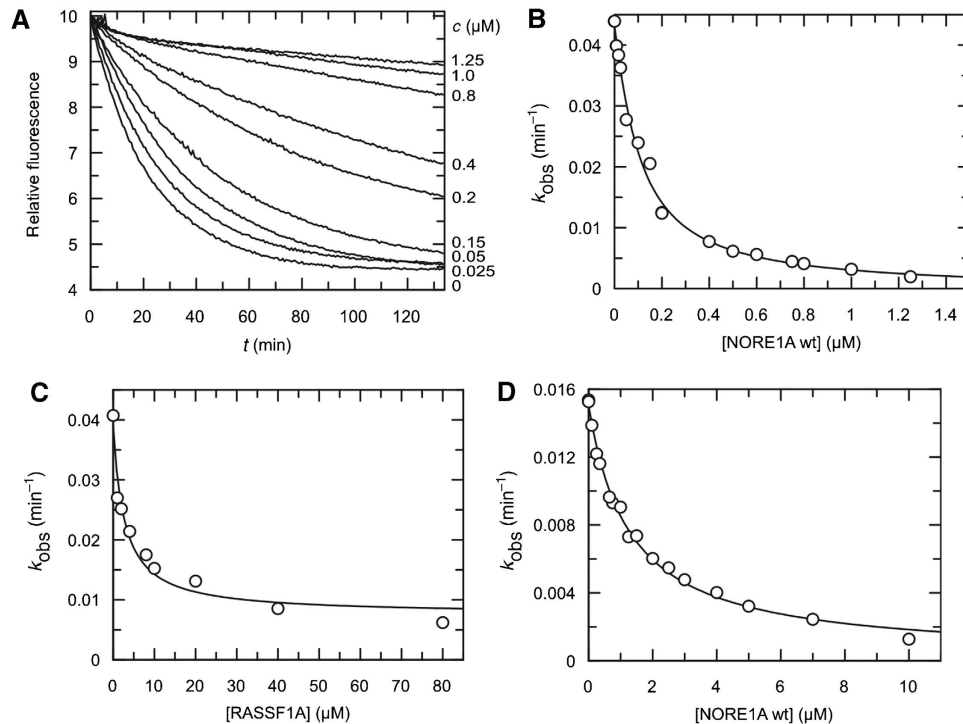 A
10
9
8
7
6
5
4
Relative fluorescence
0 20 40 60 80 100 120
t (min)
c (μM)
1.25
1.0
0.8
0.4
0.2
0.15
0.05
0.025
0
B
0.04
0.03
0.02
0.01
0
kobs (min−1)
0 0.2 0.4 0.6 0.8 1 1.2 1.4
[NORE1A wt] (μM)
C
0.04
0.03
0.02
0.01
0
kobs (min−1)
0 10 20 30 40 50 60 70 80
[RASSF1A] (μM)
D
0.016
0.012
0.008
0.004
0
kobs (min−1)
0 2 4 6 8 10
[NORE1A wt] (μM)